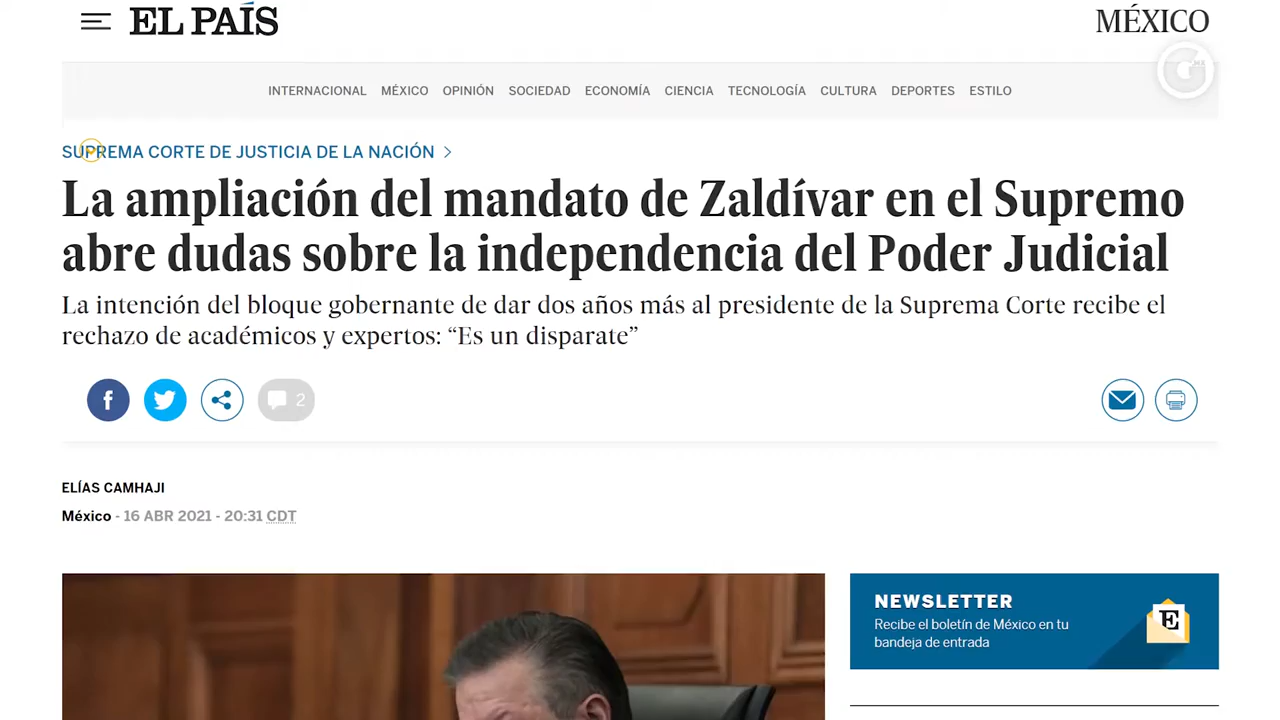 EL PAÍS
MÉXICO
INTERNACIONAL MÉXICO OPINIÓN SOCIEDAD ECONOMÍA CIENCIA TECNOLOGÍA CULTURA DEPORTES ESTILO
SUPREMA CORTE DE JUSTICIA DE LA NACIÓN
La ampliación del mandato de Zaldívar en el Supremo
abre dudas sobre la independencia del Poder Judicial
La intención del bloque gobernante de dar dos años más al presidente de la Suprema Corte recibe el
rechazo de académicos y expertos: “Es un disparate”
2
ELÍAS CAMHAJI
México - 16 ABR 2021 - 20:31 CDT
NEWSLETTER
Recibe el boletín de México en tu
bandeja de entrada
E